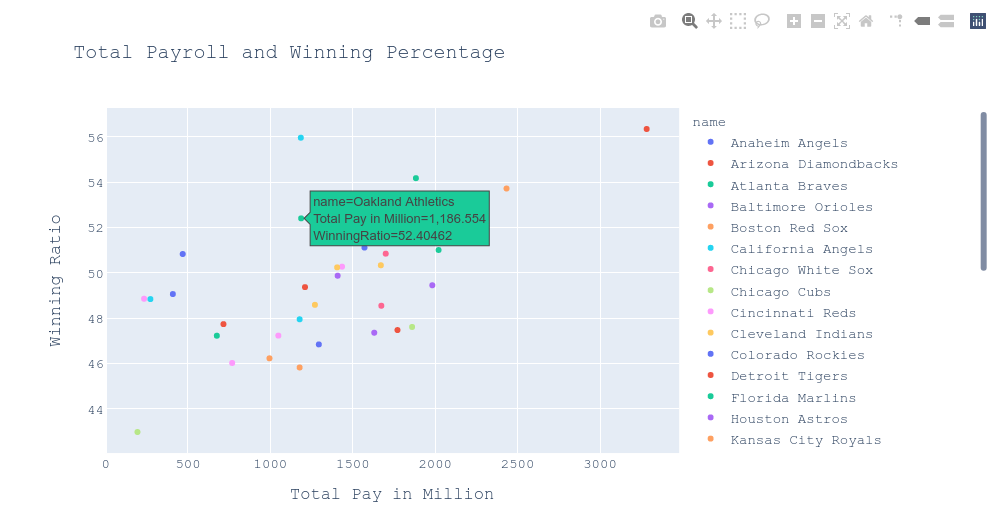 Total Payroll and Winning Percentage
name
Anaheim Angels
Arizona Diamondbacks
Atlanta Braves
Baltimore Orioles
Boston Red Sox
California Angels
Chicago White Sox
Chicago Cubs
Cincinnati Reds
Cleveland Indians
Colorado Rockies
Detroit Tigers
Florida Marlins
Houston Astros
Kansas City Royals
56
54
52
50
48
46
44
Winning Ratio
name=Oakland Athletics
Total Pay in Million=1,186.554
WinningRatio=52.40462
0
500
1000
1500
2000
2500
3000
Total Pay in Million